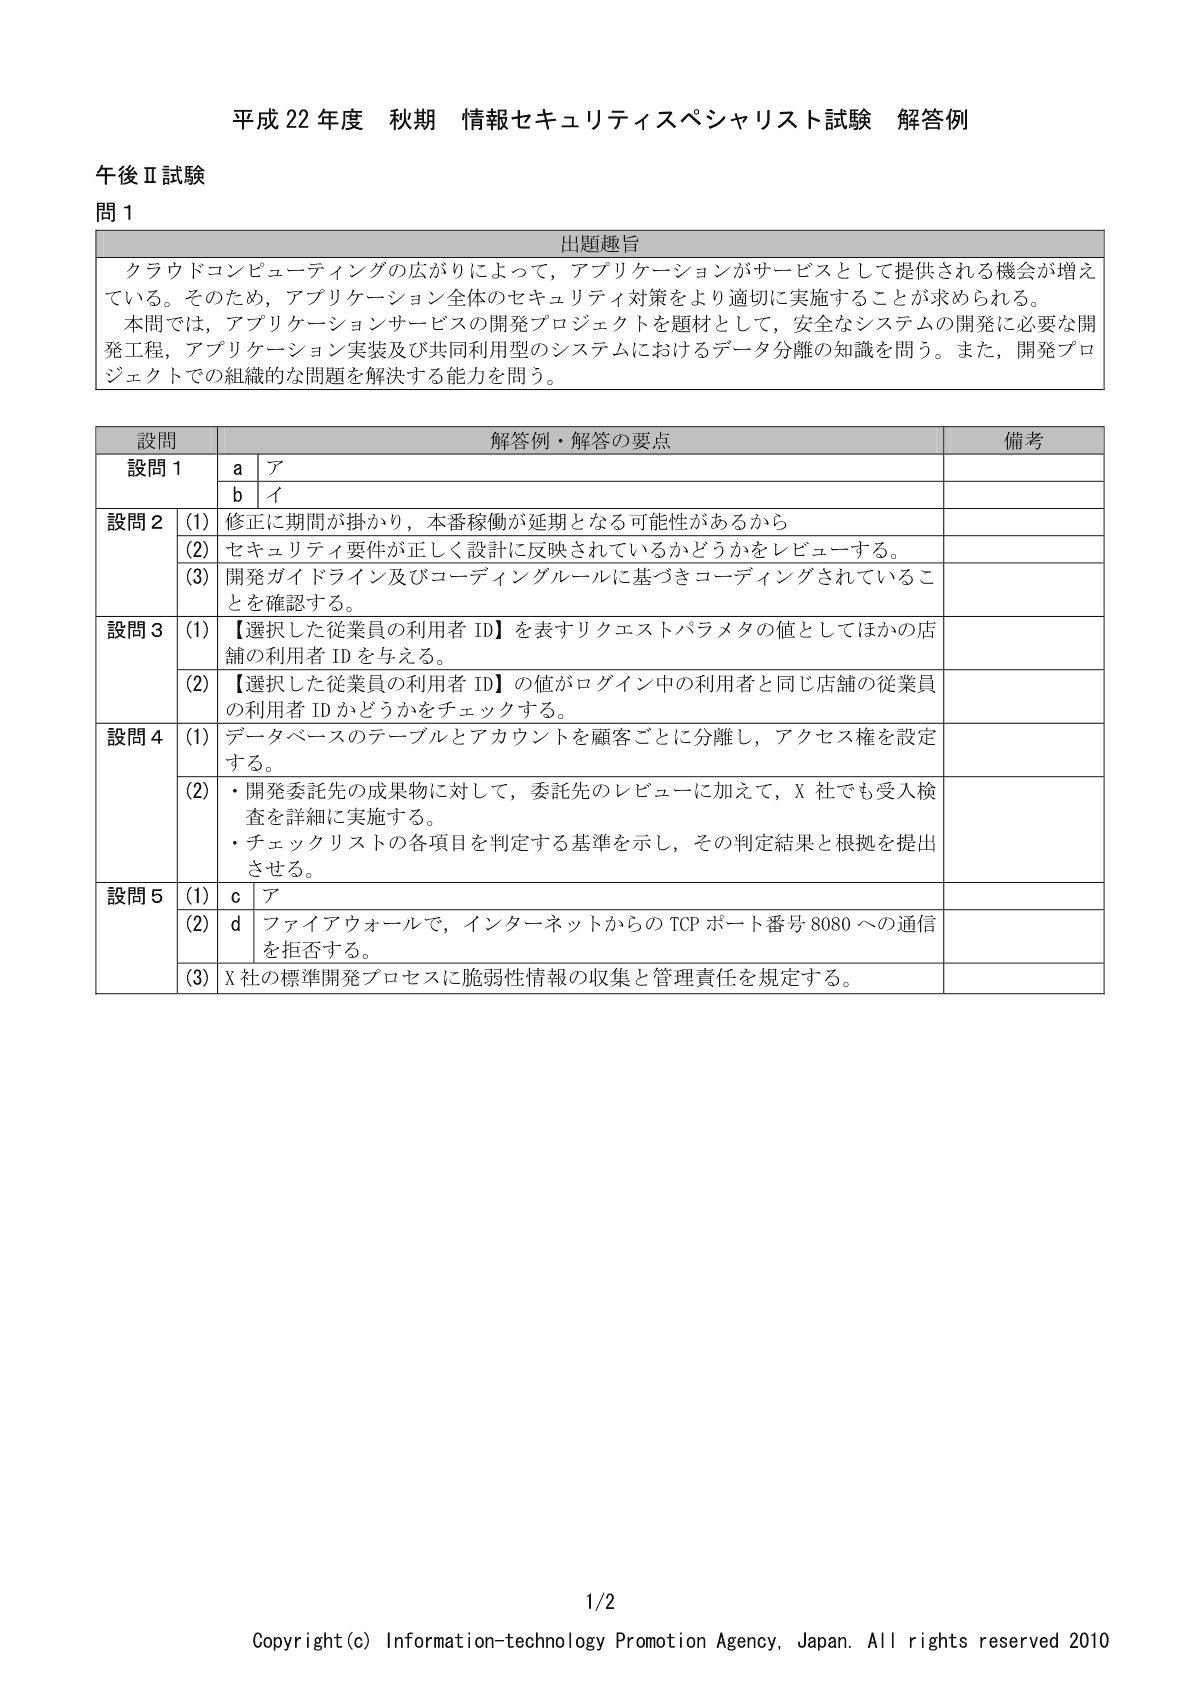 平成 22 年度　秋期　情報セキュリティスペシャリスト試験　解答例
午後Ⅱ試験
問１
出題趣旨
クラウドコンピューティングの広がりによって，アプリケーションがサービスとして提供される機会が増え
ている。そのため，アプリケーション全体のセキュリティ対策をより適切に実施することが求められる。
本問では，アプリケーションサービスの開発プロジェクトを題材として，安全なシステムの開発に必要な開
発工程，アプリケーション実装及び共同利用型のシステムにおけるデータ分離の知識を問う。また，開発プロ
ジェクトでの組織的な問題を解決する能力を問う。
設問 解答例・解答の要点 備考
設問１ a ア
b イ
設問２ (1) 修正に期間が掛かり，本番稼働が延期となる可能性があるから
(2) セキュリティ要件が正しく設計に反映されているかどうかをレビューする。
(3) 開発ガイドライン及びコーディングルールに基づきコーディングされているこ
とを確認する。
設問３ (1) 【選択した従業員の利用者 ID】を表すリクエストパラメタの値としてほかの店
舗の利用者 ID を与える。
(2) 【選択した従業員の利用者 ID】の値がログイン中の利用者と同じ店舗の従業員
の利用者 ID かどうかをチェックする。
設問４ (1) データベースのテーブルとアカウントを顧客ごとに分離し，アクセス権を設定
する。
(2) ・開発委託先の成果物に対して，委託先のレビューに加えて，X 社でも受入検
査を詳細に実施する。
・チェックリストの各項目を判定する基準を示し，その判定結果と根拠を提出
させる。
設問５ (1) c ア
(2) d ファイアウォールで，インターネットからの TCP ポート番号 8080 への通信
を拒否する。
(3) X 社の標準開発プロセスに脆弱性情報の収集と管理責任を規定する。
1/2
Copyright(c) Information-technology Promotion Agency, Japan. All rights reserved 2010